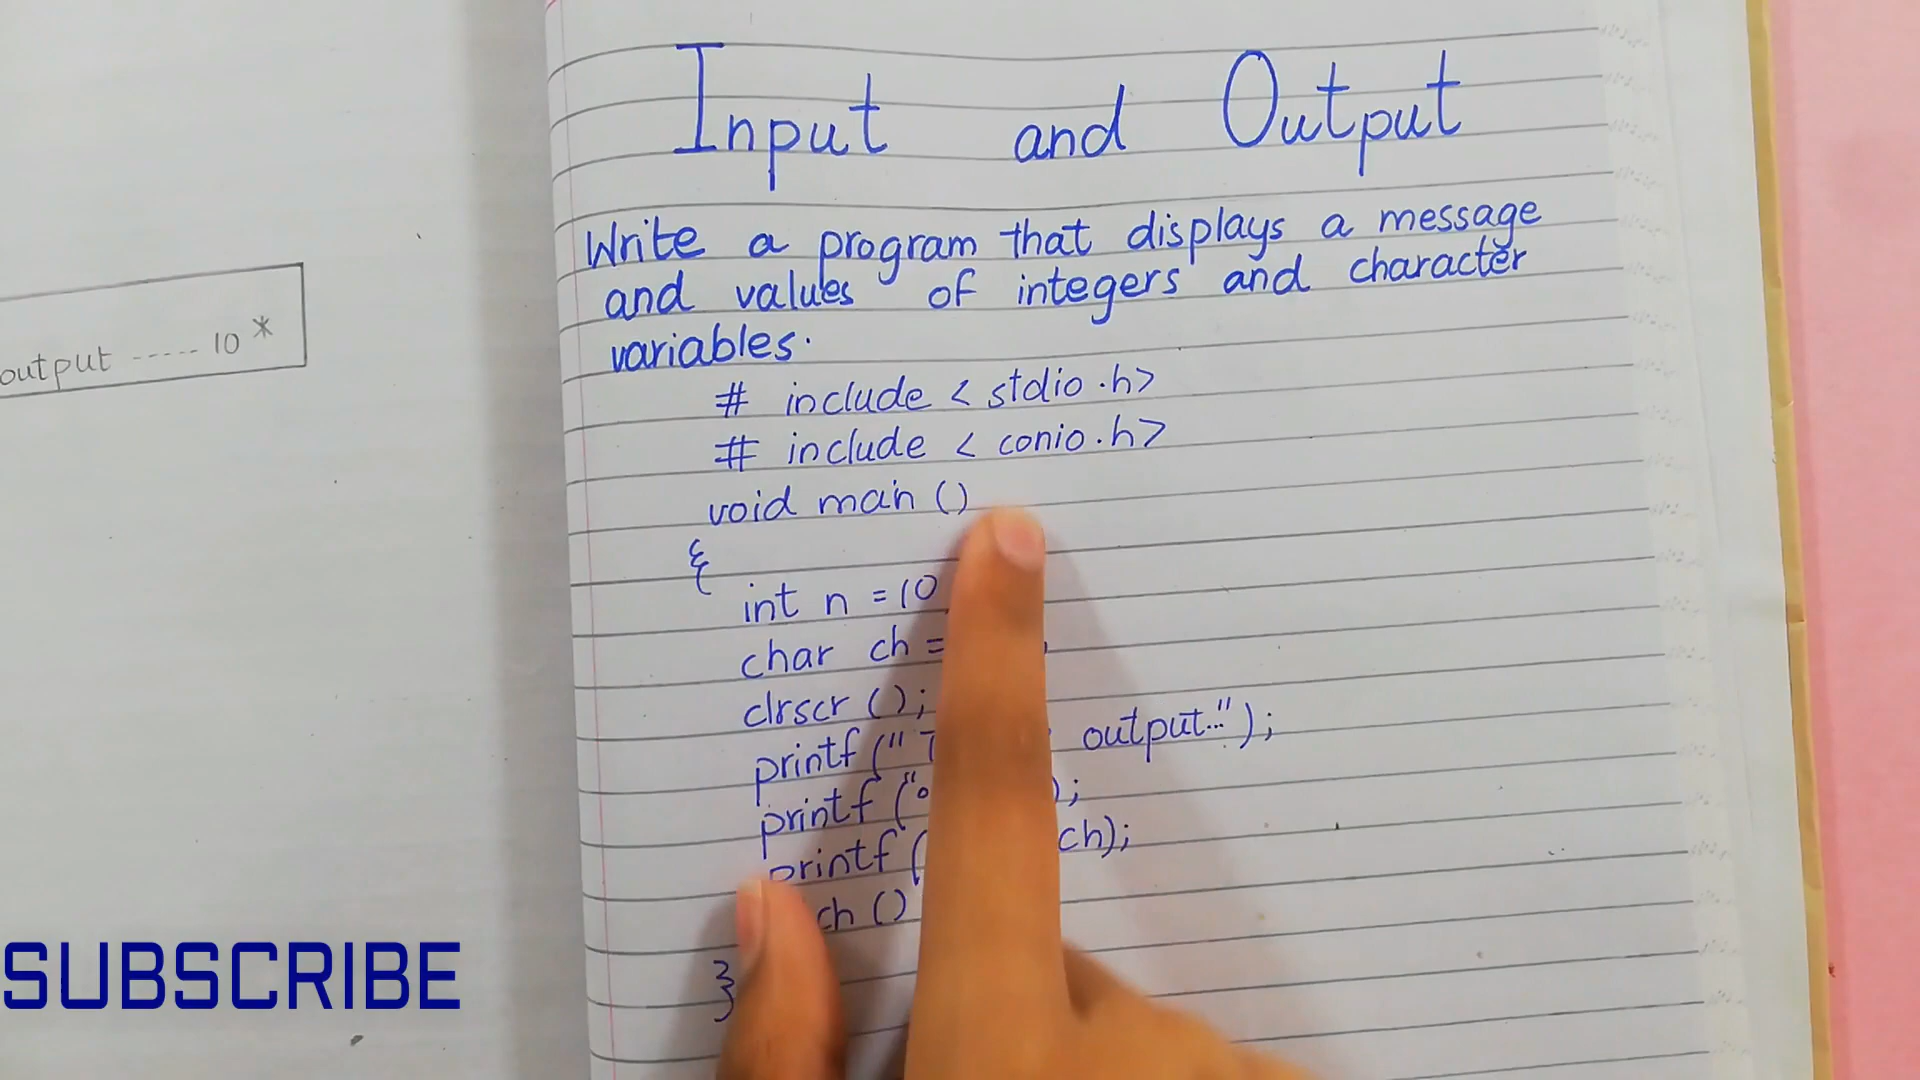 Input and Output
Write a program that displays a message
and values of integers and character
variables.
# include < stdio.h>
# include < conio.h>
void main ()
{
int n = 10
char ch =
clrscr ();
printf (" output...");
printf (" );
printf ( ch);
ch ()
}
output ----- 10 *
SUBSCRIBE